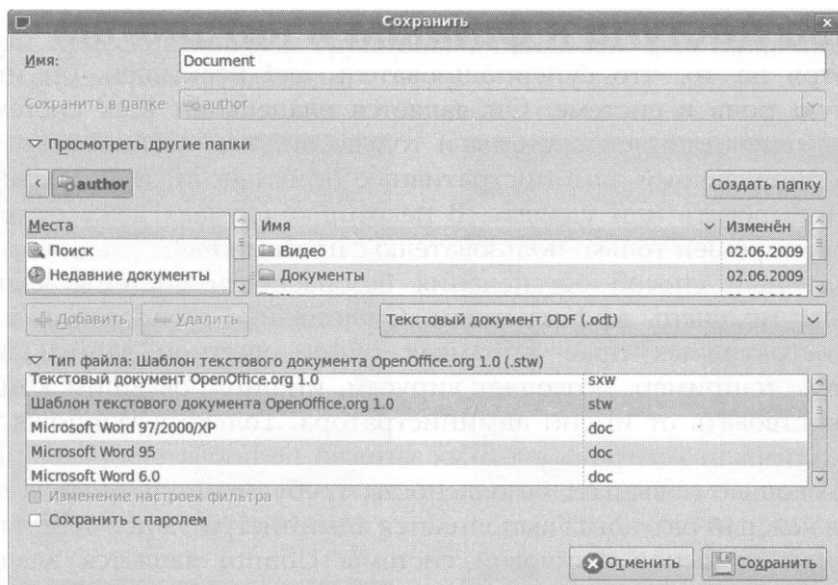 Сохранить
Имя: Document
Сохранить в папке author
Просмотреть другие папки
author Создать папку
Места Имя Изменён
Поиск Видео 02.06.2009
Недавние документы Документы 02.06.2009
Добавить Удалить Текстовый документ ODF (.odt)
Тип файла: Шаблон текстового документа OpenOffice.org 1.0 (.stw)
Текстовый документ OpenOffice.org 1.0 sxw
Шаблон текстового документа OpenOffice.org 1.0 stw
Microsoft Word 97/2000/XP doc
Microsoft Word 95 doc
Microsoft Word 6.0 doc
Изменение настроек фильтра
Сохранить с паролем
Отменить Сохранить